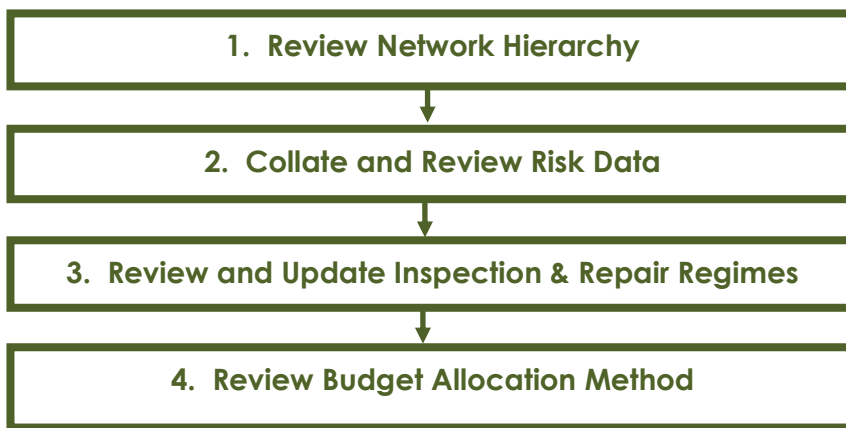 1. Review Network Hierarchy
2. Collate and Review Risk Data
3. Review and Update Inspection & Repair Regimes
4. Review Budget Allocation Method